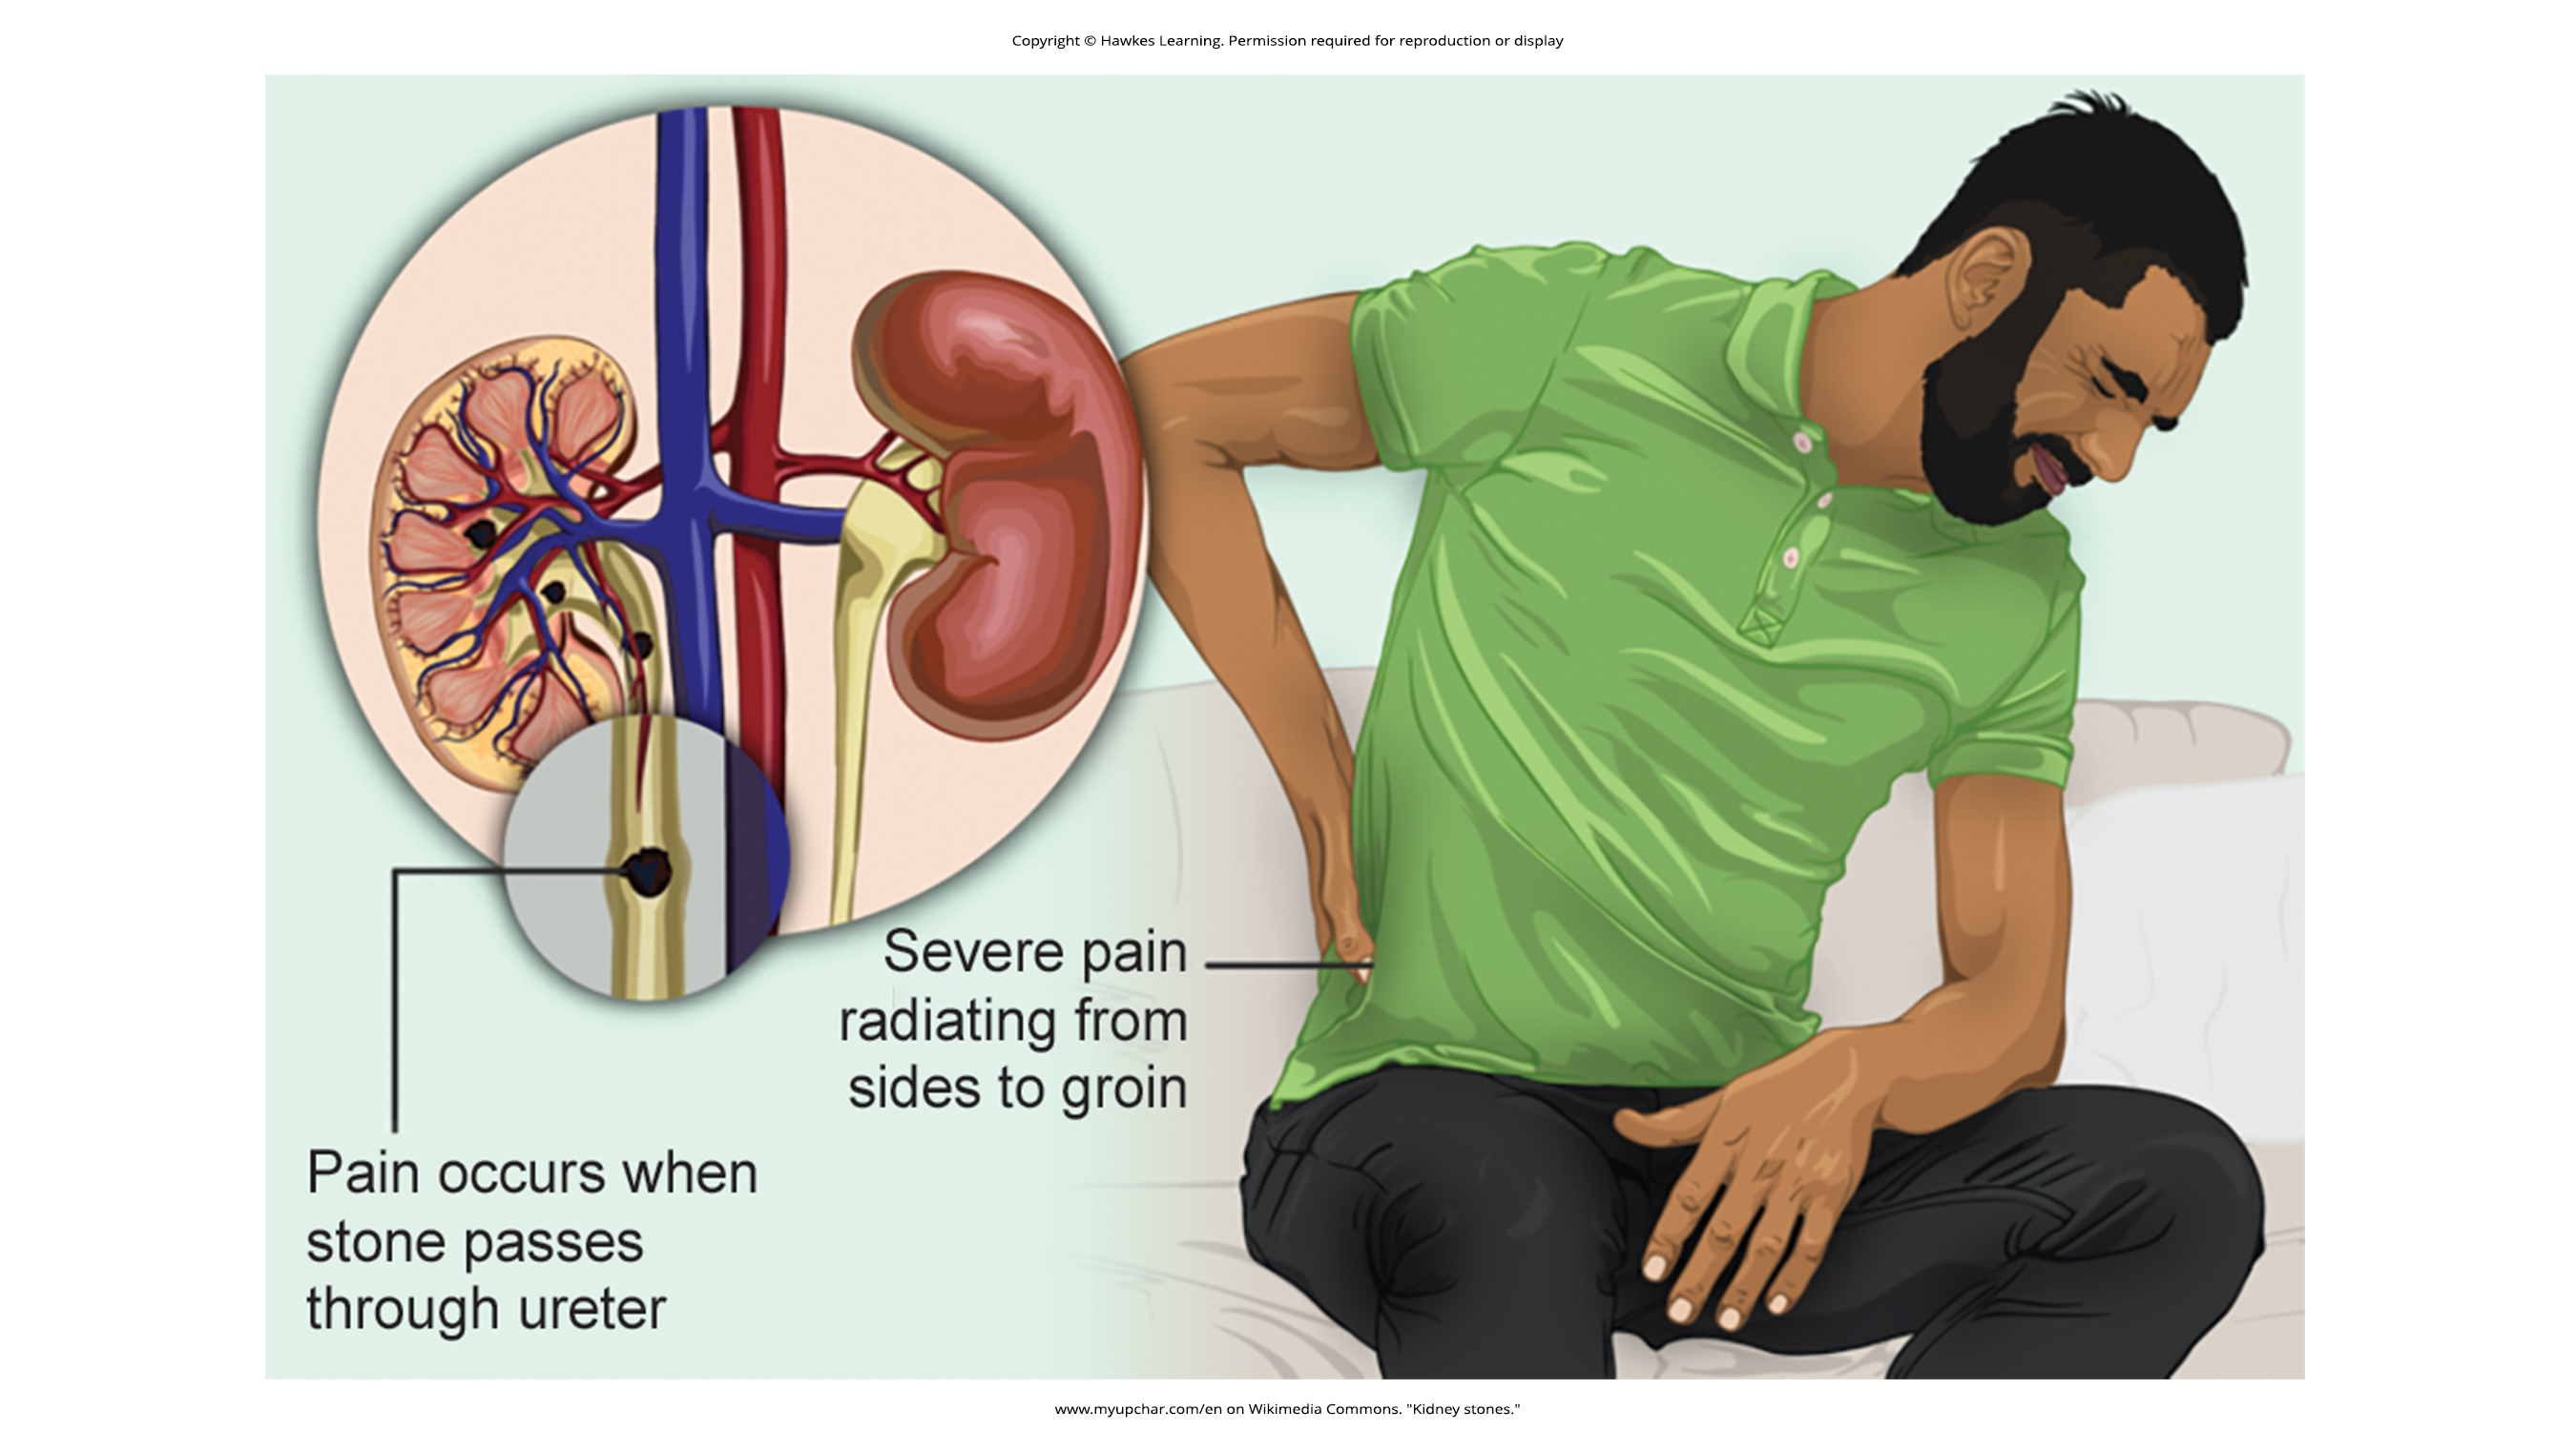 Copyright © Hawkes Learning. Permission required for reproduction or display
Severe pain
radiating from
sides to groin
Pain occurs when
stone passes
through ureter
www.myupchar.com/en on Wikimedia Commons. "Kidney stones."